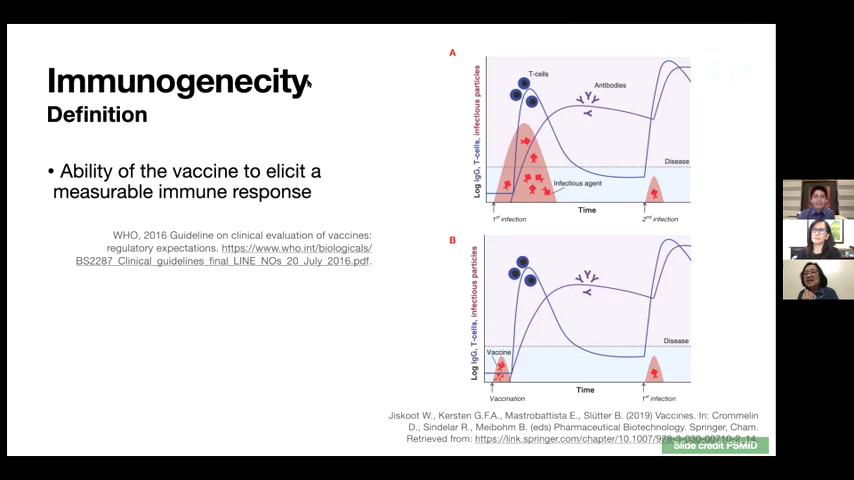 Immunogenecity
Definition
• Ability of the vaccine to elicit a
measurable immune response
WHO, 2016 Guideline on clinical evaluation of vaccines:
regulatory expectations. https://www.who.int/biologicals/
BS2287_Clinical_guidelines_final_LINE_NOs_20_July_2016.pdf.
A
T-cells
Antibodies
Disease
Infectious agent
Log IgG, T-cells, infectious particles
Time
1st infection
2nd infection
B
Disease
Vaccine
Log IgG, T-cells, infectious particles
Time
Vaccination
1st infection
Jiskoot W., Kersten G.F.A., Mastrobattista E., Slütter B. (2019) Vaccines. In: Crommelin
D., Sindelar R., Meibohm B. (eds) Pharmaceutical Biotechnology. Springer, Cham.
Retrieved from: https://link.springer.com/chapter/10.1007/978-3-030-00710-2_14.
Slide credit PSMID